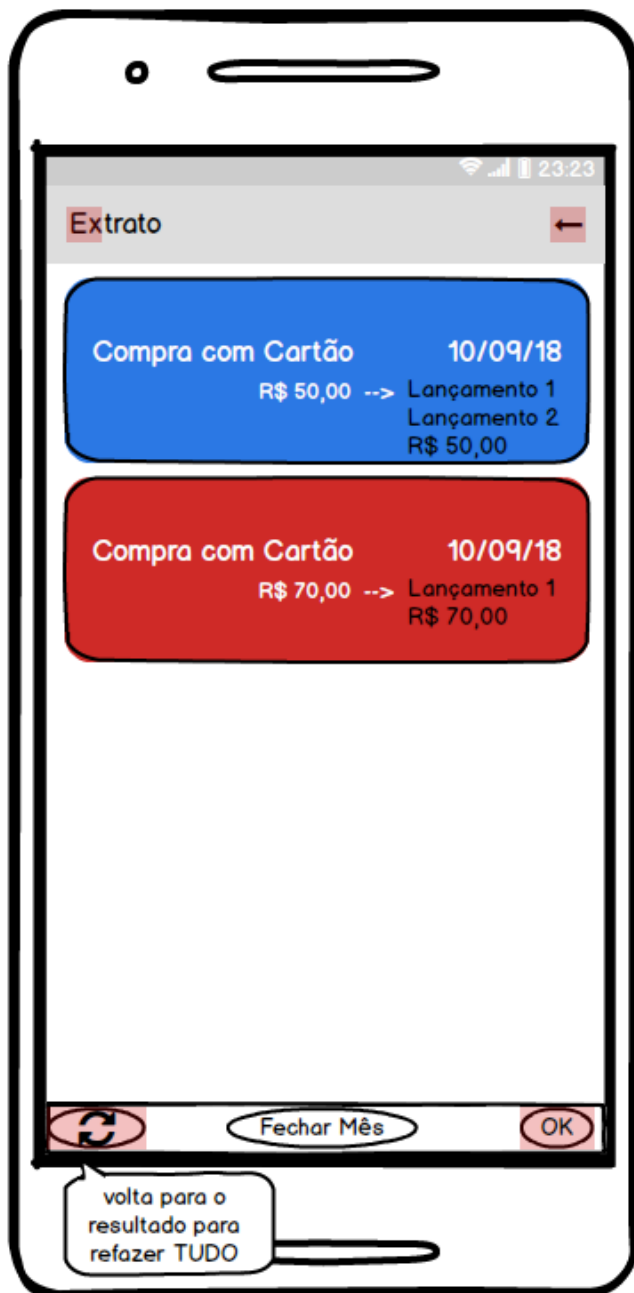 23:23
Extrato
Compra com Cartão 10/09/18
R$ 50,00 --> Lançamento 1
Lançamento 2
R$ 50,00
Compra com Cartão 10/09/18
R$ 70,00 --> Lançamento 1
R$ 70,00
Fechar Mês OK
volta para o
resultado para
refazer TUDO